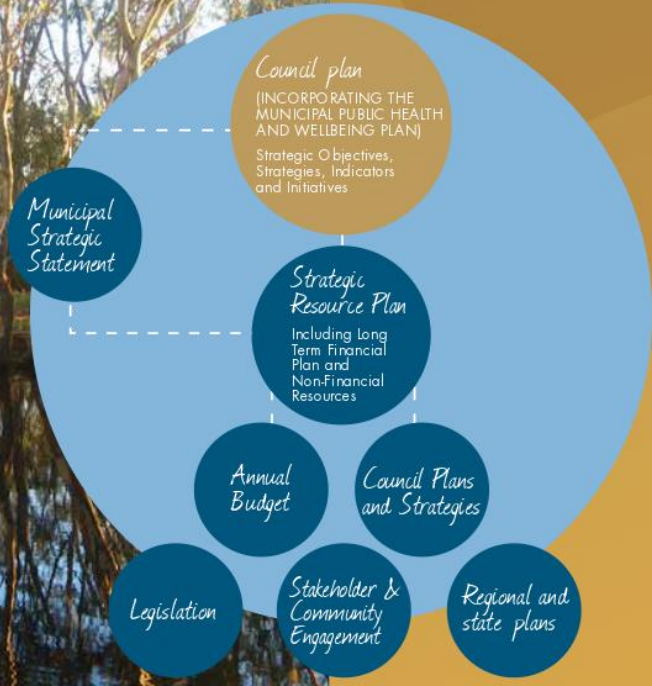 Council plan
(INCORPORATING THE
MUNICIPAL PUBLIC HEALTH
AND WELLBEING PLAN)
Strategic Objectives,
Strategies, Indicators
and Initiatives
Municipal
Strategic
Statement
Strategic
Resource Plan
Including Long
Term Financial
Plan and
Non-Financial
Resources
Annual
Budget
Council Plans
and Strategies
Legislation
Stakeholder &
Community
Engagement
Regional and
state plans